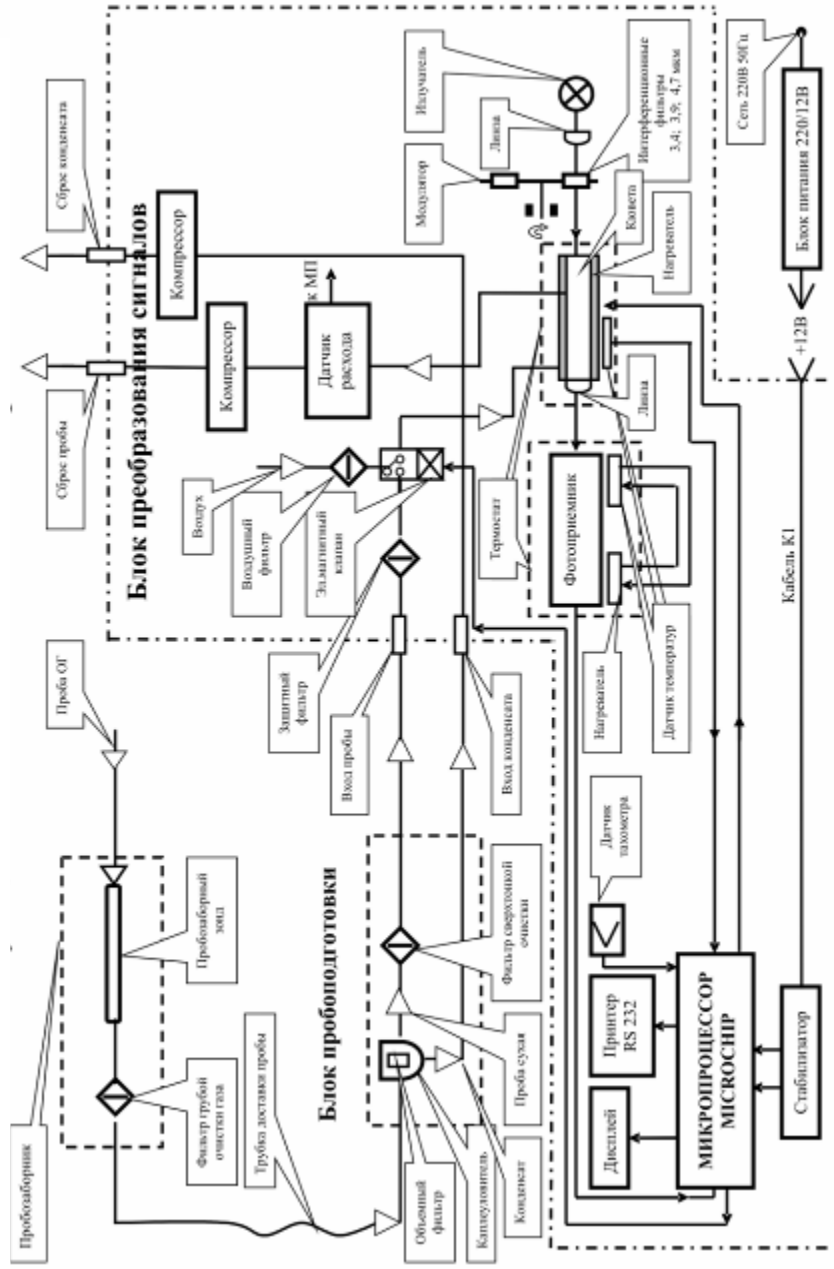 Пробозаборник
Фильтр грубой
очистки газа
Пробозаборный
зонд
Проба ОГ
Трубка доставки пробы
Блок пробоподготовки
Объемный
фильтр
Каплеуловитель
Конденсат
Проба сухая
Фильтр сверхтонкой
очистки
Вход пробы
Вход конденсата
Защитный
фильтр
Блок преобразования сигналов
Воздух
Воздушный
фильтр
Эл.магнитный
клапан
Сброс пробы
Сброс конденсата
Компрессор
Компрессор
Датчик
расхода
к МП
Модулятор
Линза
Излучатель
Интерференционные
фильтры
3,4; 3,9; 4,7 мкм
Кювета
Нагреватель
Линза
Термостат
Фотоприемник
Нагреватель
Датчик температур
Датчик
тахометра
Принтер
RS 232
Дисплей
МИКРОПРОЦЕССОР
MICROCHIP
Стабилизатор
Кабель К1
+12В
Блок питания 220/12В
Сеть 220В 50Гц